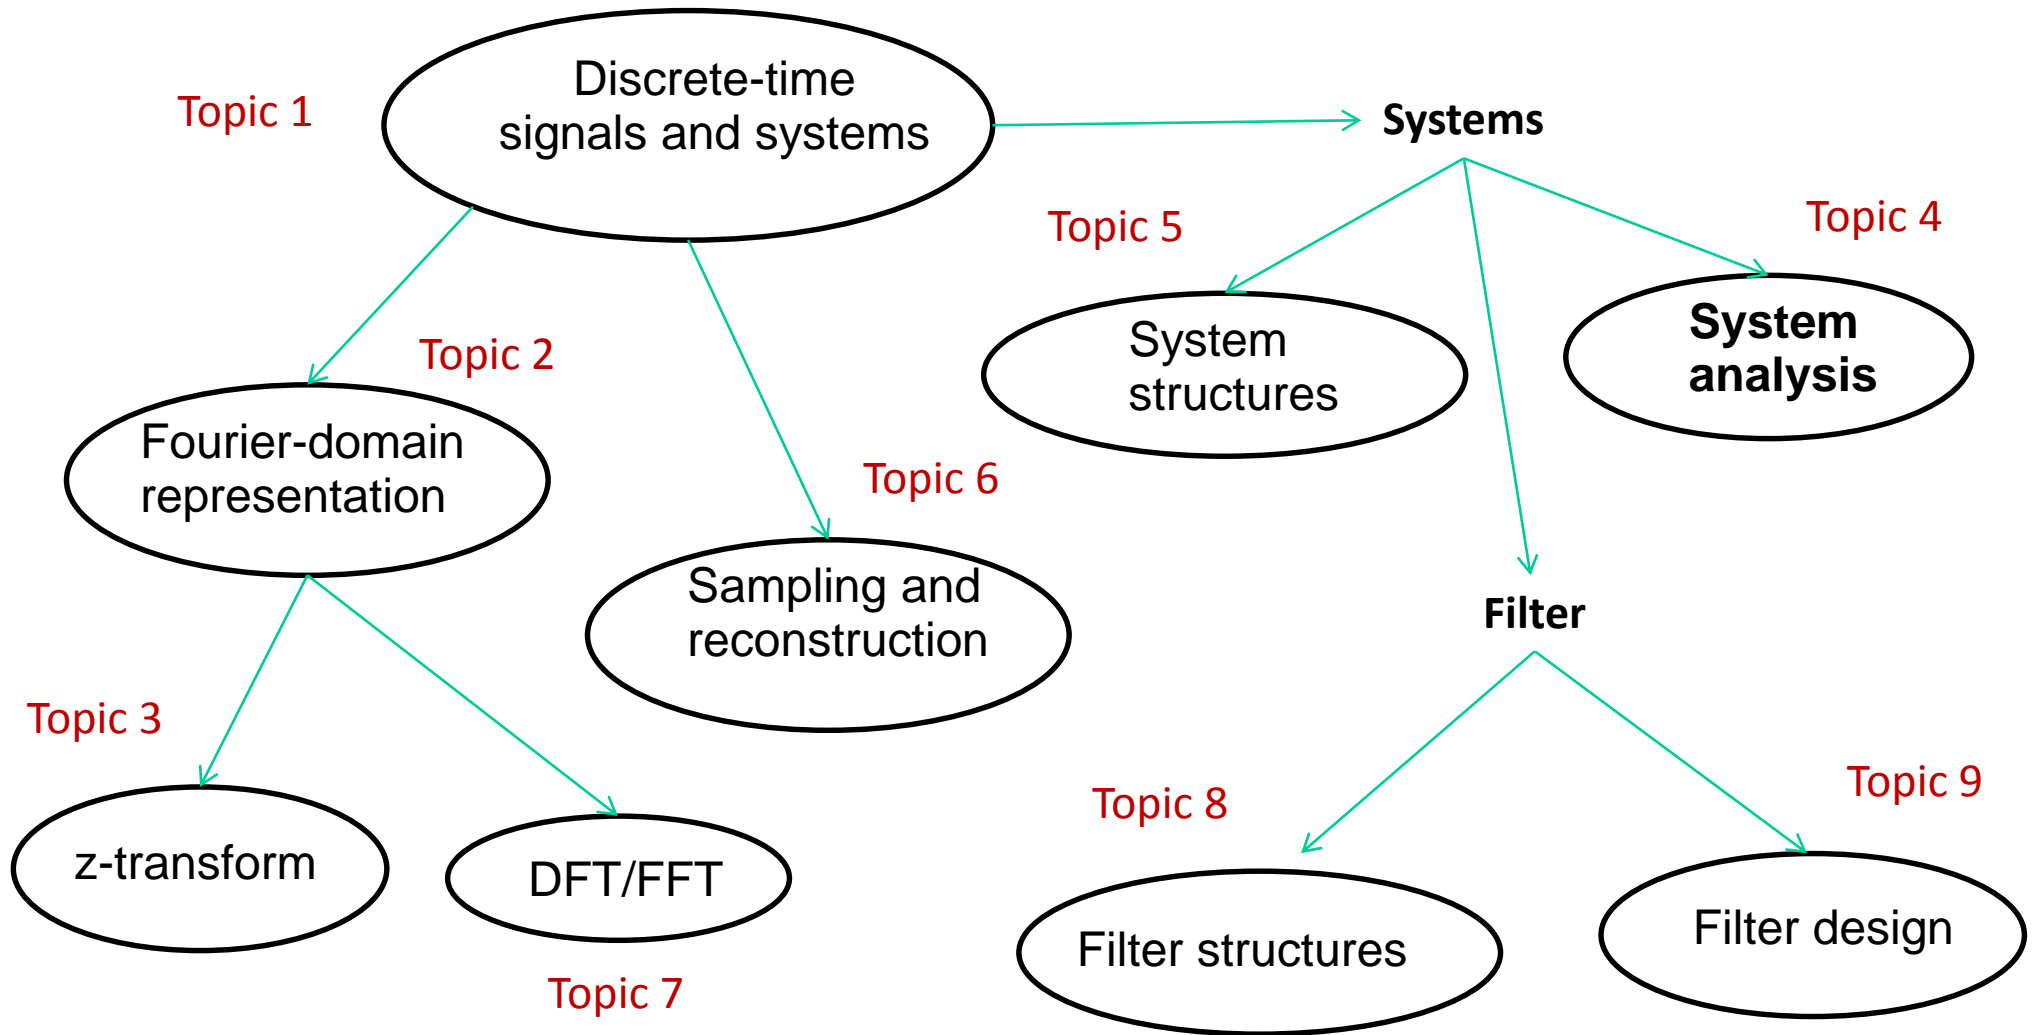 Topic 1
Discrete-time
signals and systems
Systems
Topic 5
Topic 4
System
structures
System
analysis
Topic 2
Fourier-domain
representation
Topic 6
Sampling and
reconstruction
Filter
Topic 3
z-transform
DFT/FFT
Topic 7
Topic 8
Filter structures
Topic 9
Filter design